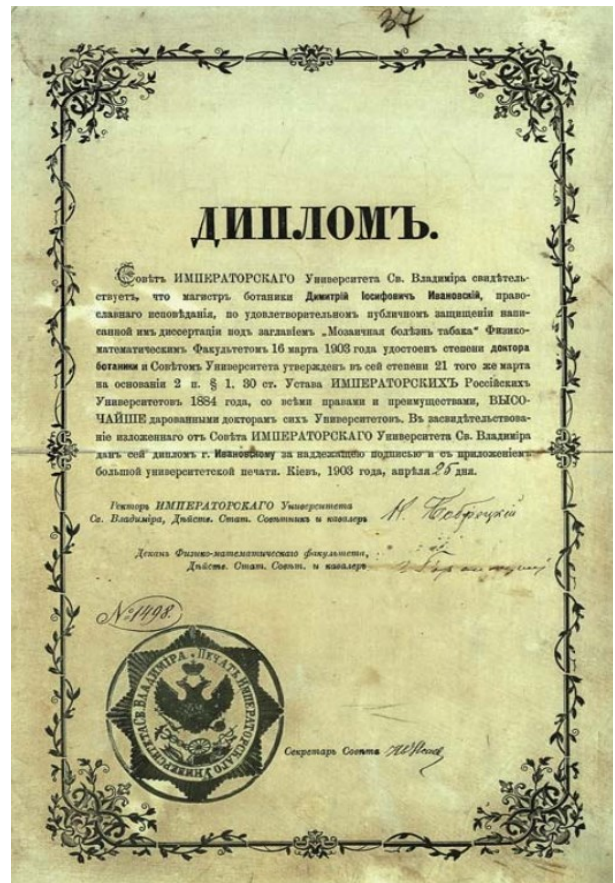 37
ДИПЛОМЪ.
Совѣтъ ИМПЕРАТОРСКАГО Университета Св. Владиміра свидѣтель-
ствуетъ, что магистръ ботаники Димитрій Іосифовичъ Ивановскій, право-
славнаго исповѣданія, по удовлетворительномъ публичномъ защищеніи напи-
санной имъ диссертаціи подъ заглавіемъ „Мозаичная болѣзнь табака" Физико-
математическимъ Факультетомъ 16 марта 1903 года удостоенъ степени доктора
ботаники и Совѣтомъ Университета утвержденъ въ сей степени 21 того же марта
на основаніи 2 п. § 1. 30 ст. Устава ИМПЕРАТОРСКИХЪ Россійскихъ
Университетовъ 1884 года, со всѣми правами и преимуществами, ВЫСО-
ЧАЙШЕ дарованными докторамъ сихъ Университетовъ. Въ засвидѣтельствова-
ніе изложеннаго отъ Совѣта ИМПЕРАТОРСКАГО Университета Св. Владиміра
данъ сей дипломъ г. Ивановскому за надлежащею подписью и съ приложеніемъ
большой университетской печати. Кіевъ, 1903 года, апрѣля 25 дня.
Ректоръ ИМПЕРАТОРСКАГО Университета
Св. Владиміра, Дѣйств. Стат. Совѣтникъ и кавалеръ Н. Бобрецкій
Деканъ Физико-математическаго факультета,
Дѣйств. Стат. Совѣт. и кавалеръ
№ 1498.
ПЕЧАТЬ ИМПЕРАТОРСКАГО УНИВЕРСИТЕТА СВ. ВЛАДИМІРА
Секретарь Совѣта